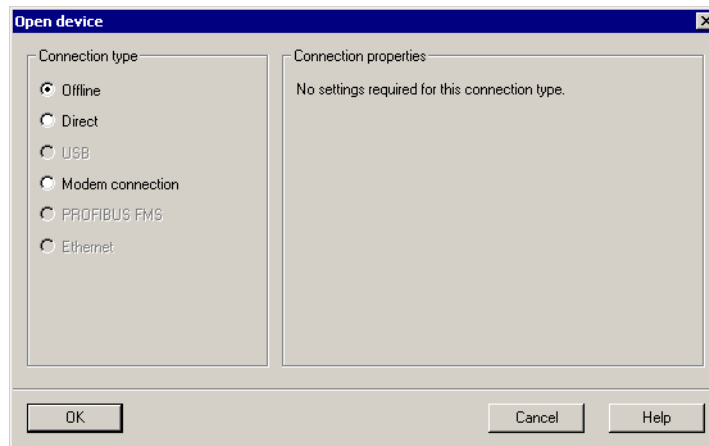 Open device
Connection type
Offline
Direct
USB
Modem connection
PROFIBUS FMS
Ethernet
Connection properties
No settings required for this connection type.
OK
Cancel
Help